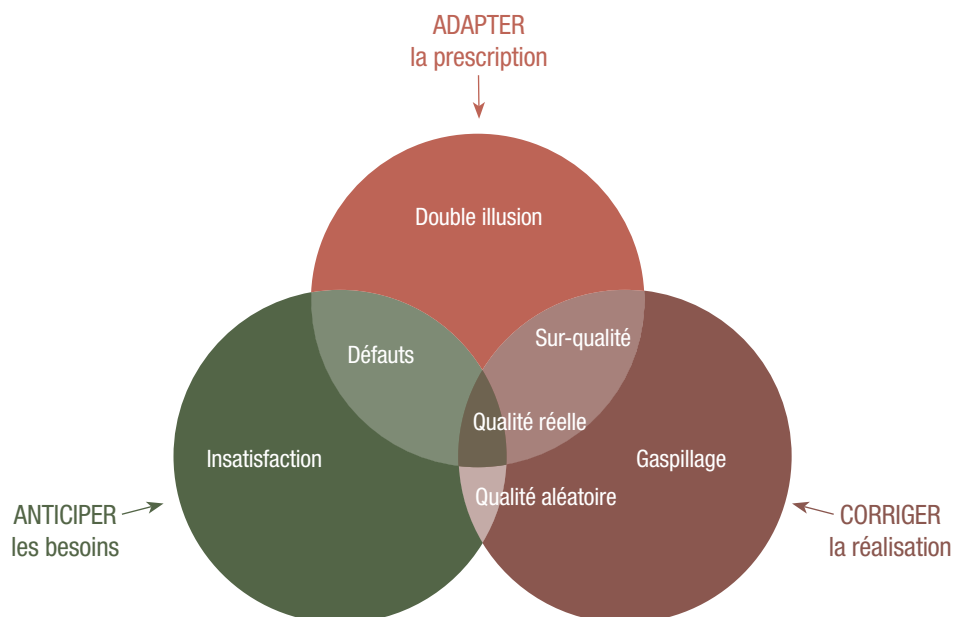 ADAPTER
la prescription
Double illusion
Sur-qualité
Défauts
Qualité réelle
Insatisfaction
Gaspillage
Qualité aléatoire
ANTICIPER
les besoins
CORRIGER
la réalisation